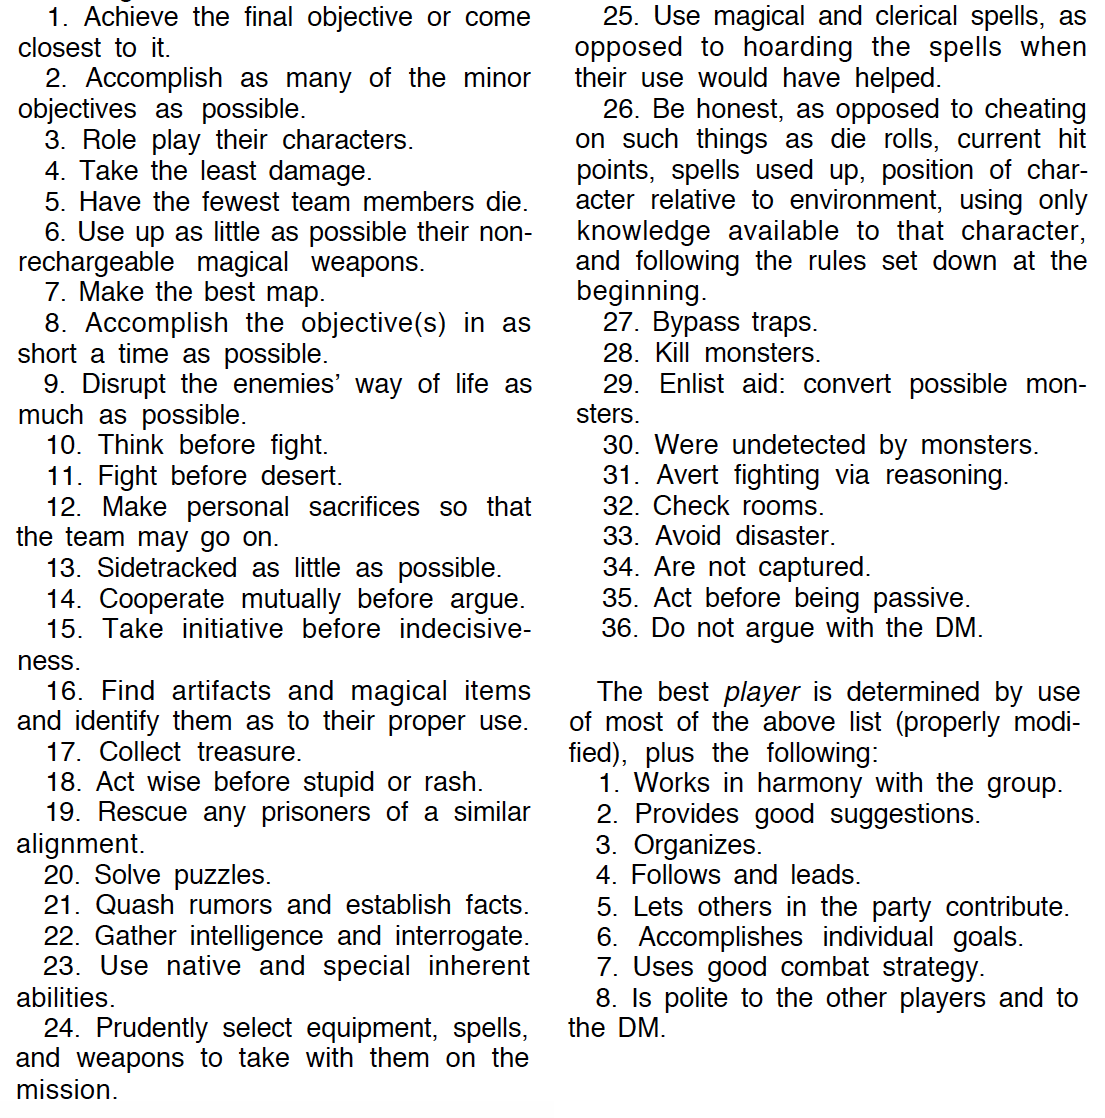 1. Achieve the final objective or come
closest to it.
2. Accomplish as many of the minor
objectives as possible.
3. Role play their characters.
4. Take the least damage.
5. Have the fewest team members die.
6. Use up as little as possible their non-
rechargeable magical weapons.
7. Make the best map.
8. Accomplish the objective(s) in as
short a time as possible.
9. Disrupt the enemies’ way of life as
much as possible.
10. Think before fight.
11. Fight before desert.
12. Make personal sacrifices so that
the team may go on.
13. Sidetracked as little as possible.
14. Cooperate mutually before argue.
15. Take initiative before indecisive-
ness.
16. Find artifacts and magical items
and identify them as to their proper use.
17. Collect treasure.
18. Act wise before stupid or rash.
19. Rescue any prisoners of a similar
alignment.
20. Solve puzzles.
21. Quash rumors and establish facts.
22. Gather intelligence and interrogate.
23. Use native and special inherent
abilities.
24. Prudently select equipment, spells,
and weapons to take with them on the
mission.
25. Use magical and clerical spells, as
opposed to hoarding the spells when
their use would have helped.
26. Be honest, as opposed to cheating
on such things as die rolls, current hit
points, spells used up, position of char-
acter relative to environment, using only
knowledge available to that character,
and following the rules set down at the
beginning.
27. Bypass traps.
28. Kill monsters.
29. Enlist aid: convert possible mon-
sters.
30. Were undetected by monsters.
31. Avert fighting via reasoning.
32. Check rooms.
33. Avoid disaster.
34. Are not captured.
35. Act before being passive.
36. Do not argue with the DM.
The best player is determined by use
of most of the above list (properly modi-
fied), plus the following:
1. Works in harmony with the group.
2. Provides good suggestions.
3. Organizes.
4. Follows and leads.
5. Lets others in the party contribute.
6. Accomplishes individual goals.
7. Uses good combat strategy.
8. Is polite to the other players and to
the DM.